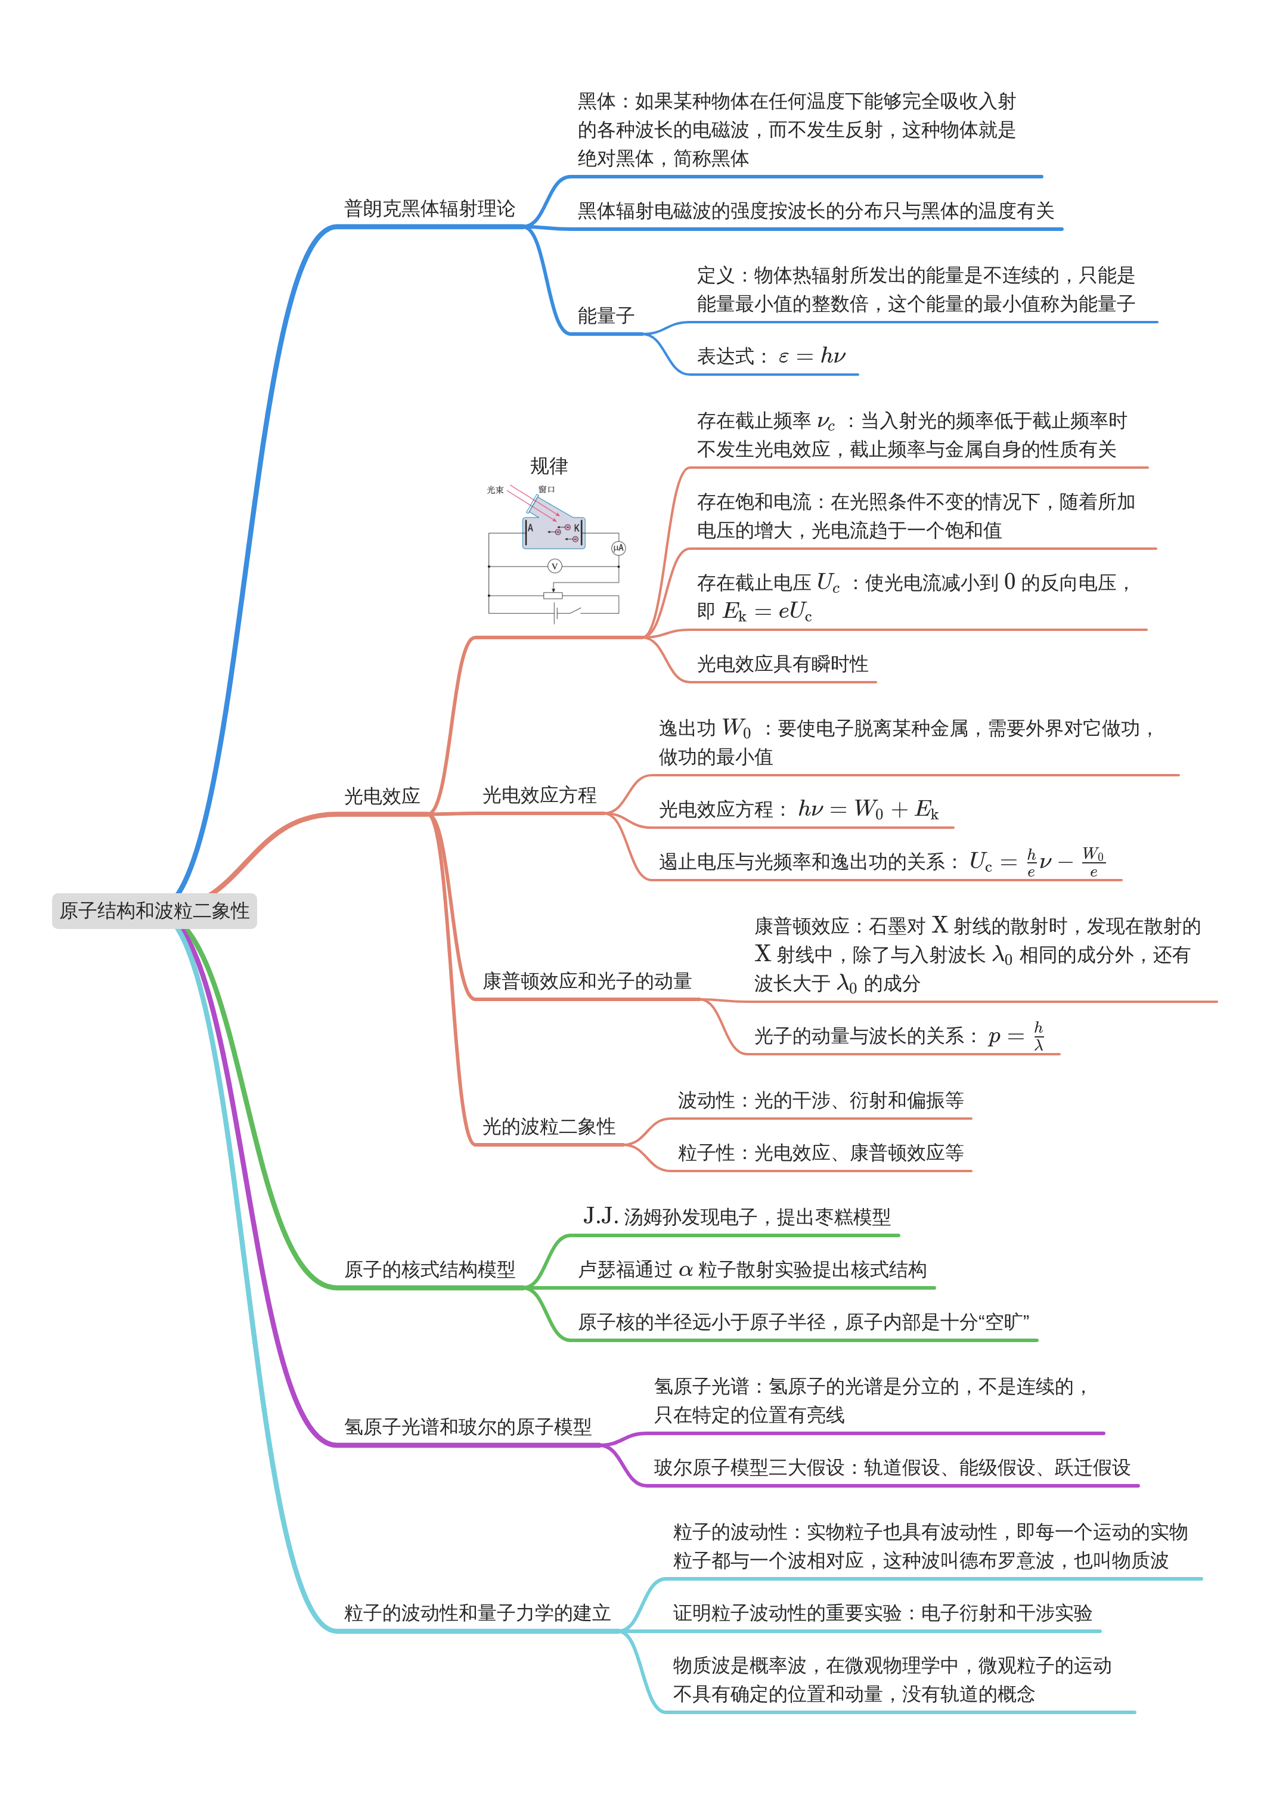 黑体：如果某种物体在任何温度下能够完全吸收入射
的各种波长的电磁波，而不发生反射，这种物体就是
绝对黑体，简称黑体
普朗克黑体辐射理论
黑体辐射电磁波的强度按波长的分布只与黑体的温度有关
定义：物体热辐射所发出的能量是不连续的，只能是
能量最小值的整数倍，这个能量的最小值称为能量子
能量子
表达式： ε = hν
存在截止频率 ν_c ：当入射光的频率低于截止频率时
不发生光电效应，截止频率与金属自身的性质有关
规律
光束
窗口
A
K
μA
V
存在饱和电流：在光照条件不变的情况下，随着所加
电压的增大，光电流趋于一个饱和值
存在截止电压 U_c ：使光电流减小到 0 的反向电压，
即 E_k = eU_c
光电效应具有瞬时性
逸出功 W_0 ：要使电子脱离某种金属，需要外界对它做功，
做功的最小值
光电效应
光电效应方程
光电效应方程： hν = W_0 + E_k
遏止电压与光频率和逸出功的关系： U_c = h/e ν − W_0/e
原子结构和波粒二象性
康普顿效应：石墨对 X 射线的散射时，发现在散射的
X 射线中，除了与入射波长 λ_0 相同的成分外，还有
波长大于 λ_0 的成分
康普顿效应和光子的动量
光子的动量与波长的关系： p = h/λ
波动性：光的干涉、衍射和偏振等
光的波粒二象性
粒子性：光电效应、康普顿效应等
J.J. 汤姆孙发现电子，提出枣糕模型
原子的核式结构模型
卢瑟福通过 α 粒子散射实验提出核式结构
原子核的半径远小于原子半径，原子内部是十分“空旷”
氢原子光谱：氢原子的光谱是分立的，不是连续的，
只在特定的位置有亮线
氢原子光谱和玻尔的原子模型
玻尔原子模型三大假设：轨道假设、能级假设、跃迁假设
粒子的波动性：实物粒子也具有波动性，即每一个运动的实物
粒子都与一个波相对应，这种波叫德布罗意波，也叫物质波
粒子的波动性和量子力学的建立
证明粒子波动性的重要实验：电子衍射和干涉实验
物质波是概率波，在微观物理学中，微观粒子的运动
不具有确定的位置和动量，没有轨道的概念